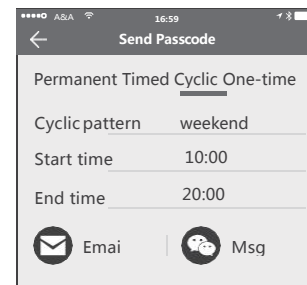 A&A 16:59
Send Passcode
Permanent Timed Cyclic One-time
Cyclic pattern weekend
Start time 10:00
End time 20:00
Emai Msg